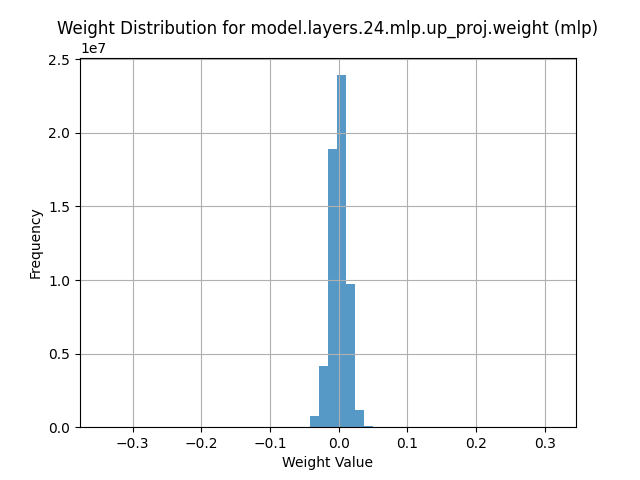 Weight Distribution for model.layers.24.mlp.up_proj.weight (mlp)
1e7
2.5
2.0
1.5
1.0
0.5
0.0
Frequency
−0.3 −0.2 −0.1 0.0 0.1 0.2 0.3
Weight Value